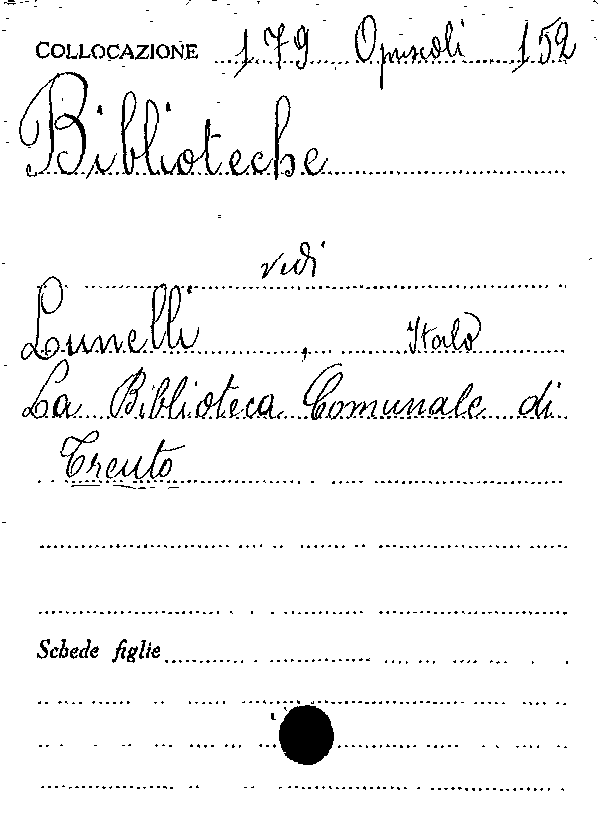 COLLOCAZIONE 179 Opuscoli 152
Biblioteche
vedi
Lunelli, Italo
La Biblioteca Comunale di
Trento
Schede figlie